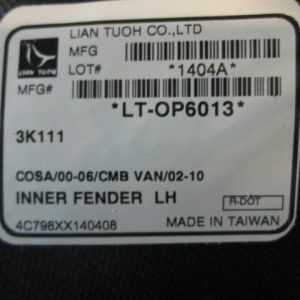 LIAN TUOH CO.,LTD
MFG
LIAN TUOH
LOT# *1404A*
MFG#
*LT-OP6013*
3K111
COSA/00-06/CMB VAN/02-10
INNER FENDER LH R-DOT
4C798XX140408 MADE IN TAIWAN